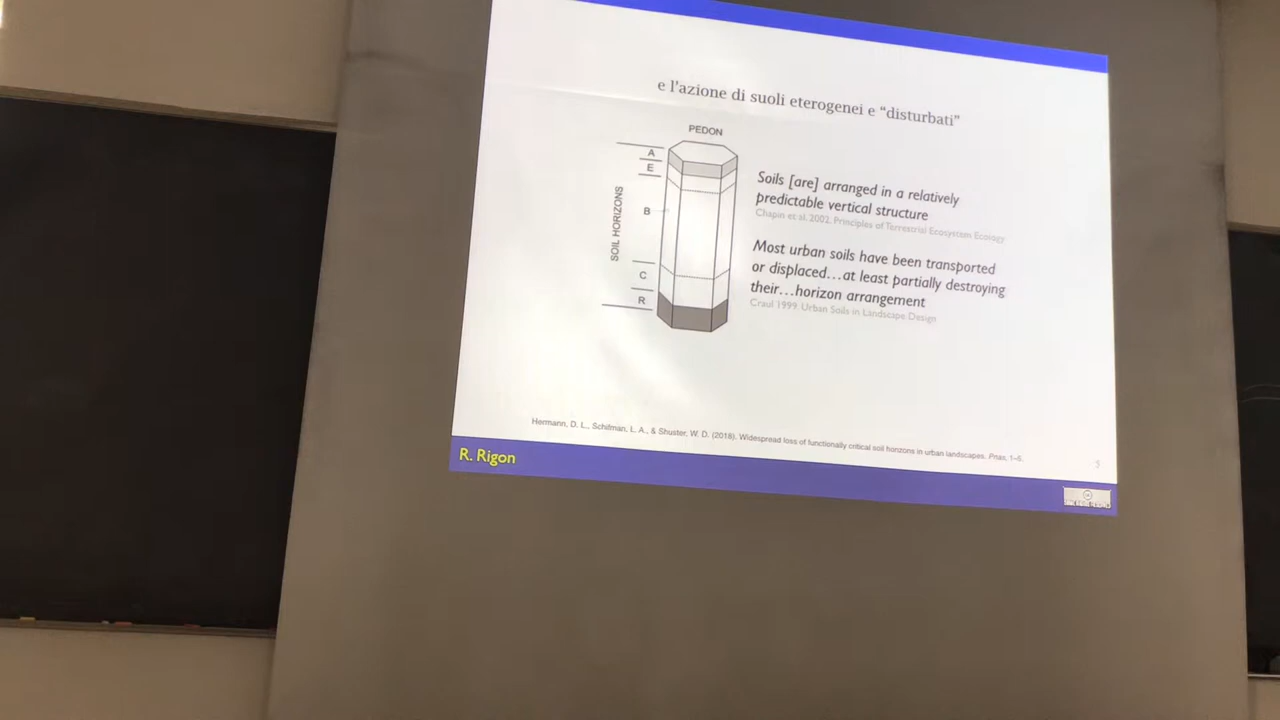 e l'azione di suoli eterogenei e "disturbati"
PEDON
A
E
SOIL HORIZONS
B
C
R
Soils [are] arranged in a relatively
predictable vertical structure
Chapin et al. 2002. Principles of Terrestrial Ecosystem Ecology
Most urban soils have been transported
or displaced...at least partially destroying
their...horizon arrangement
Craul 1999. Urban Soils in Landscape Design
Hermann, D. L., Schifman, L. A., & Shuster, W. D. (2018). Widespread loss of functionally critical soil horizons in urban landscapes. Pnas, 1–6.
5
R. Rigon